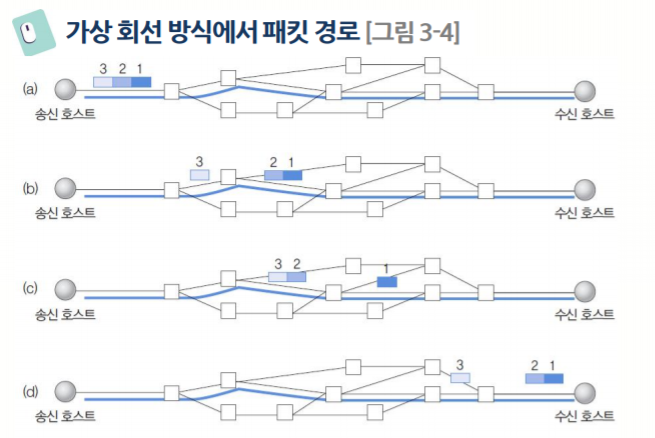 가상 회선 방식에서 패킷 경로 [그림 3-4]
(a) 3 2 1
송신 호스트 수신 호스트
(b) 3 2 1
송신 호스트 수신 호스트
(c) 3 2 1
송신 호스트 수신 호스트
(d) 3 2 1
송신 호스트 수신 호스트